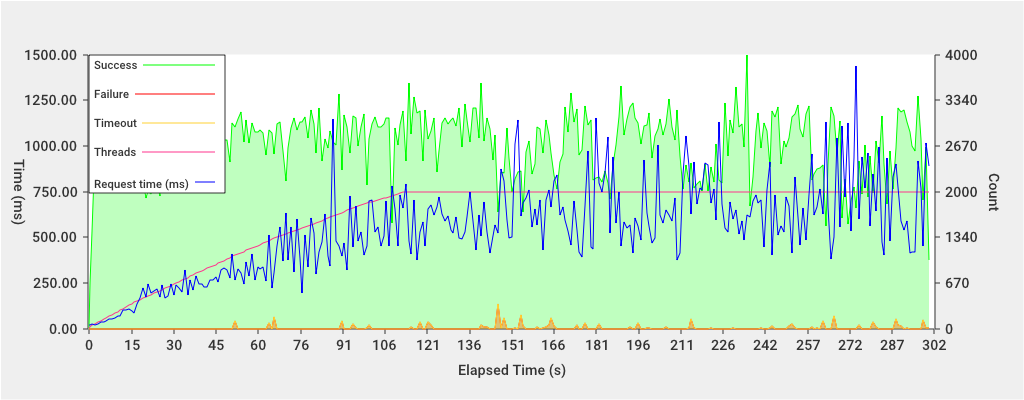 1500.00
1250.00
1000.00
750.00
500.00
250.00
0.00
Time (ms)
Success
Failure
Timeout
Threads
Request time (ms)
4000
3340
2670
2000
1340
670
0
Count
0 15 30 45 60 76 91 106 121 136 151 166 181 196 211 226 242 257 272 287 302
Elapsed Time (s)